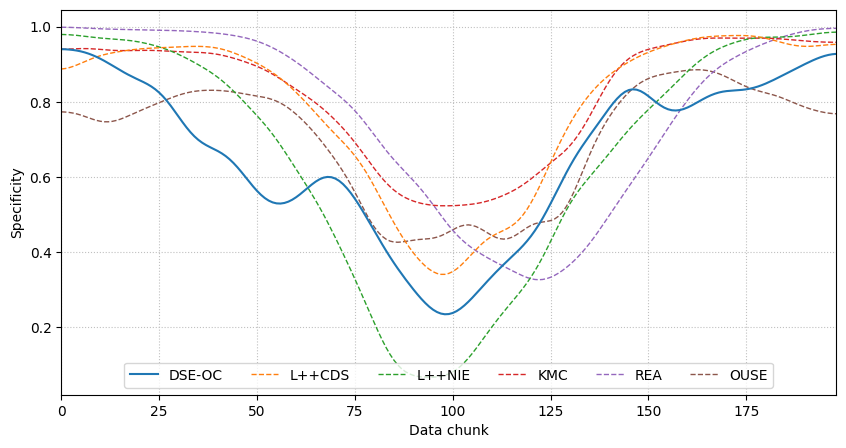 1.0
0.8
0.6
0.4
0.2
Specificity
DSE-OC L++CDS L++NIE KMC REA OUSE
0 25 50 75 100 125 150 175
Data chunk